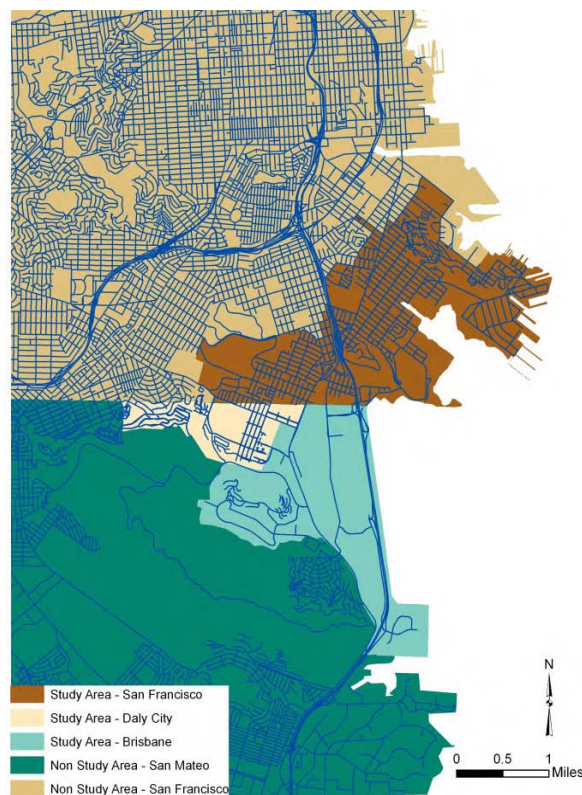 Study Area - San Francisco
Study Area - Daly City
Study Area - Brisbane
Non Study Area - San Mateo
Non Study Area - San Francisco
N
0 0.5 1
Miles